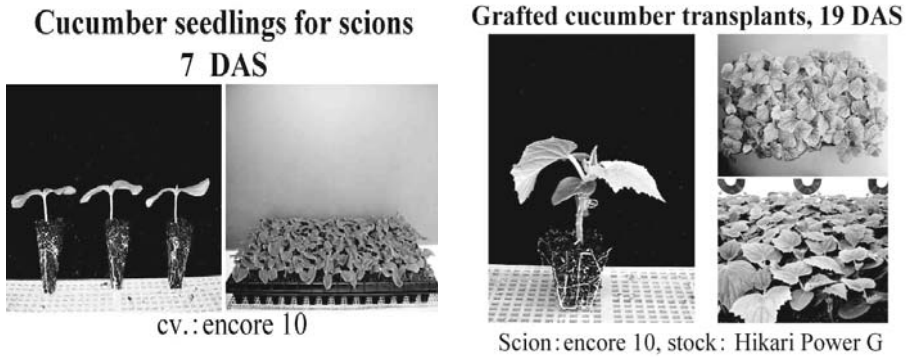 Cucumber seedlings for scions
7 DAS
cv.: encore 10
Grafted cucumber transplants, 19 DAS
Scion: encore 10, stock: Hikari Power G